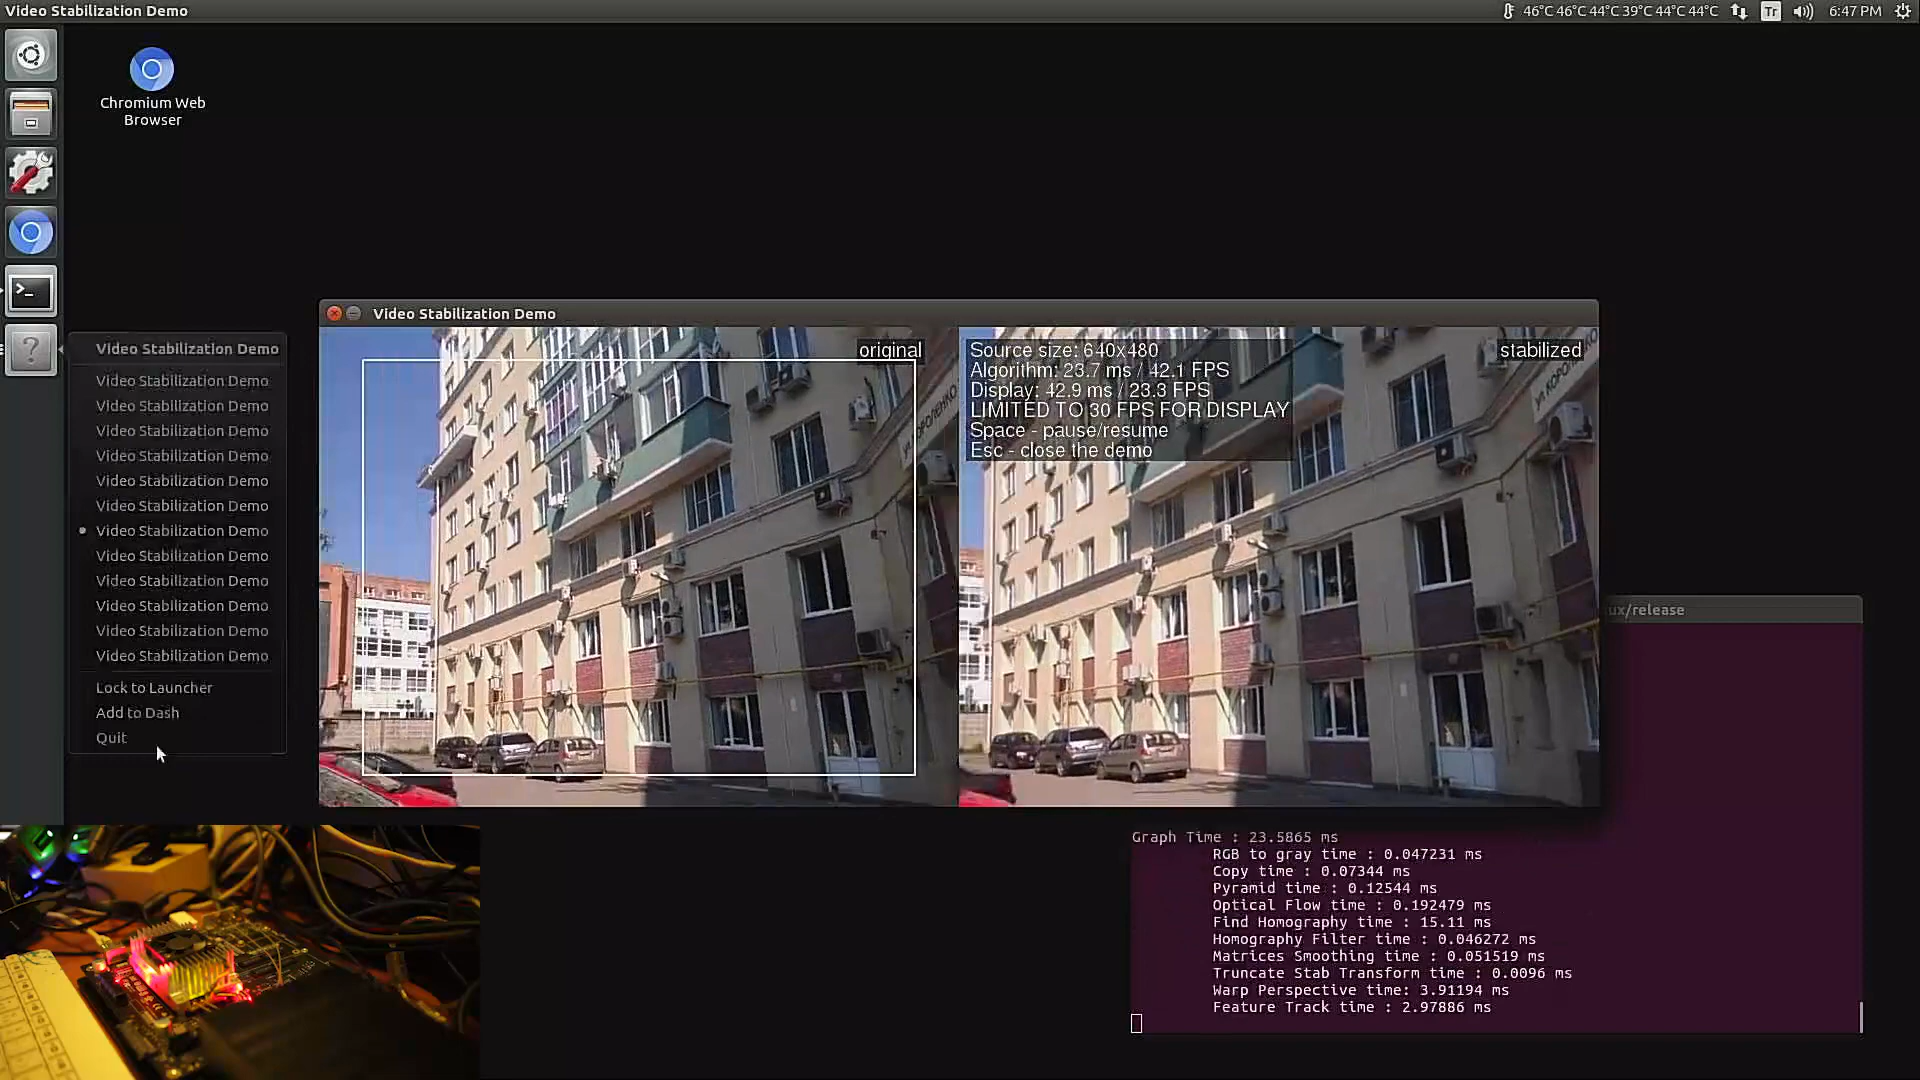 Video Stabilization Demo
46°C 46°C 44°C 39°C 44°C 44°C
Tr
6:47 PM
Chromium Web
Browser
Video Stabilization Demo
Video Stabilization Demo
Video Stabilization Demo
Video Stabilization Demo
Video Stabilization Demo
Video Stabilization Demo
Video Stabilization Demo
Video Stabilization Demo
Video Stabilization Demo
Video Stabilization Demo
Video Stabilization Demo
Video Stabilization Demo
Video Stabilization Demo
Lock to Launcher
Add to Dash
Quit
Video Stabilization Demo
original
Source size: 640x480
Algorithm: 23.7 ms / 42.1 FPS
Display: 42.9 ms / 23.3 FPS
LIMITED TO 30 FPS FOR DISPLAY
Space - pause/resume
Esc - close the demo
stabilized
ux/release
Graph Time : 23.5865 ms
RGB to gray time : 0.047231 ms
Copy time : 0.07344 ms
Pyramid time : 0.12544 ms
Optical Flow time : 0.192479 ms
Find Homography time : 15.11 ms
Homography Filter time : 0.046272 ms
Matrices Smoothing time : 0.051519 ms
Truncate Stab Transform time : 0.0096 ms
Warp Perspective time: 3.91194 ms
Feature Track time : 2.97886 ms